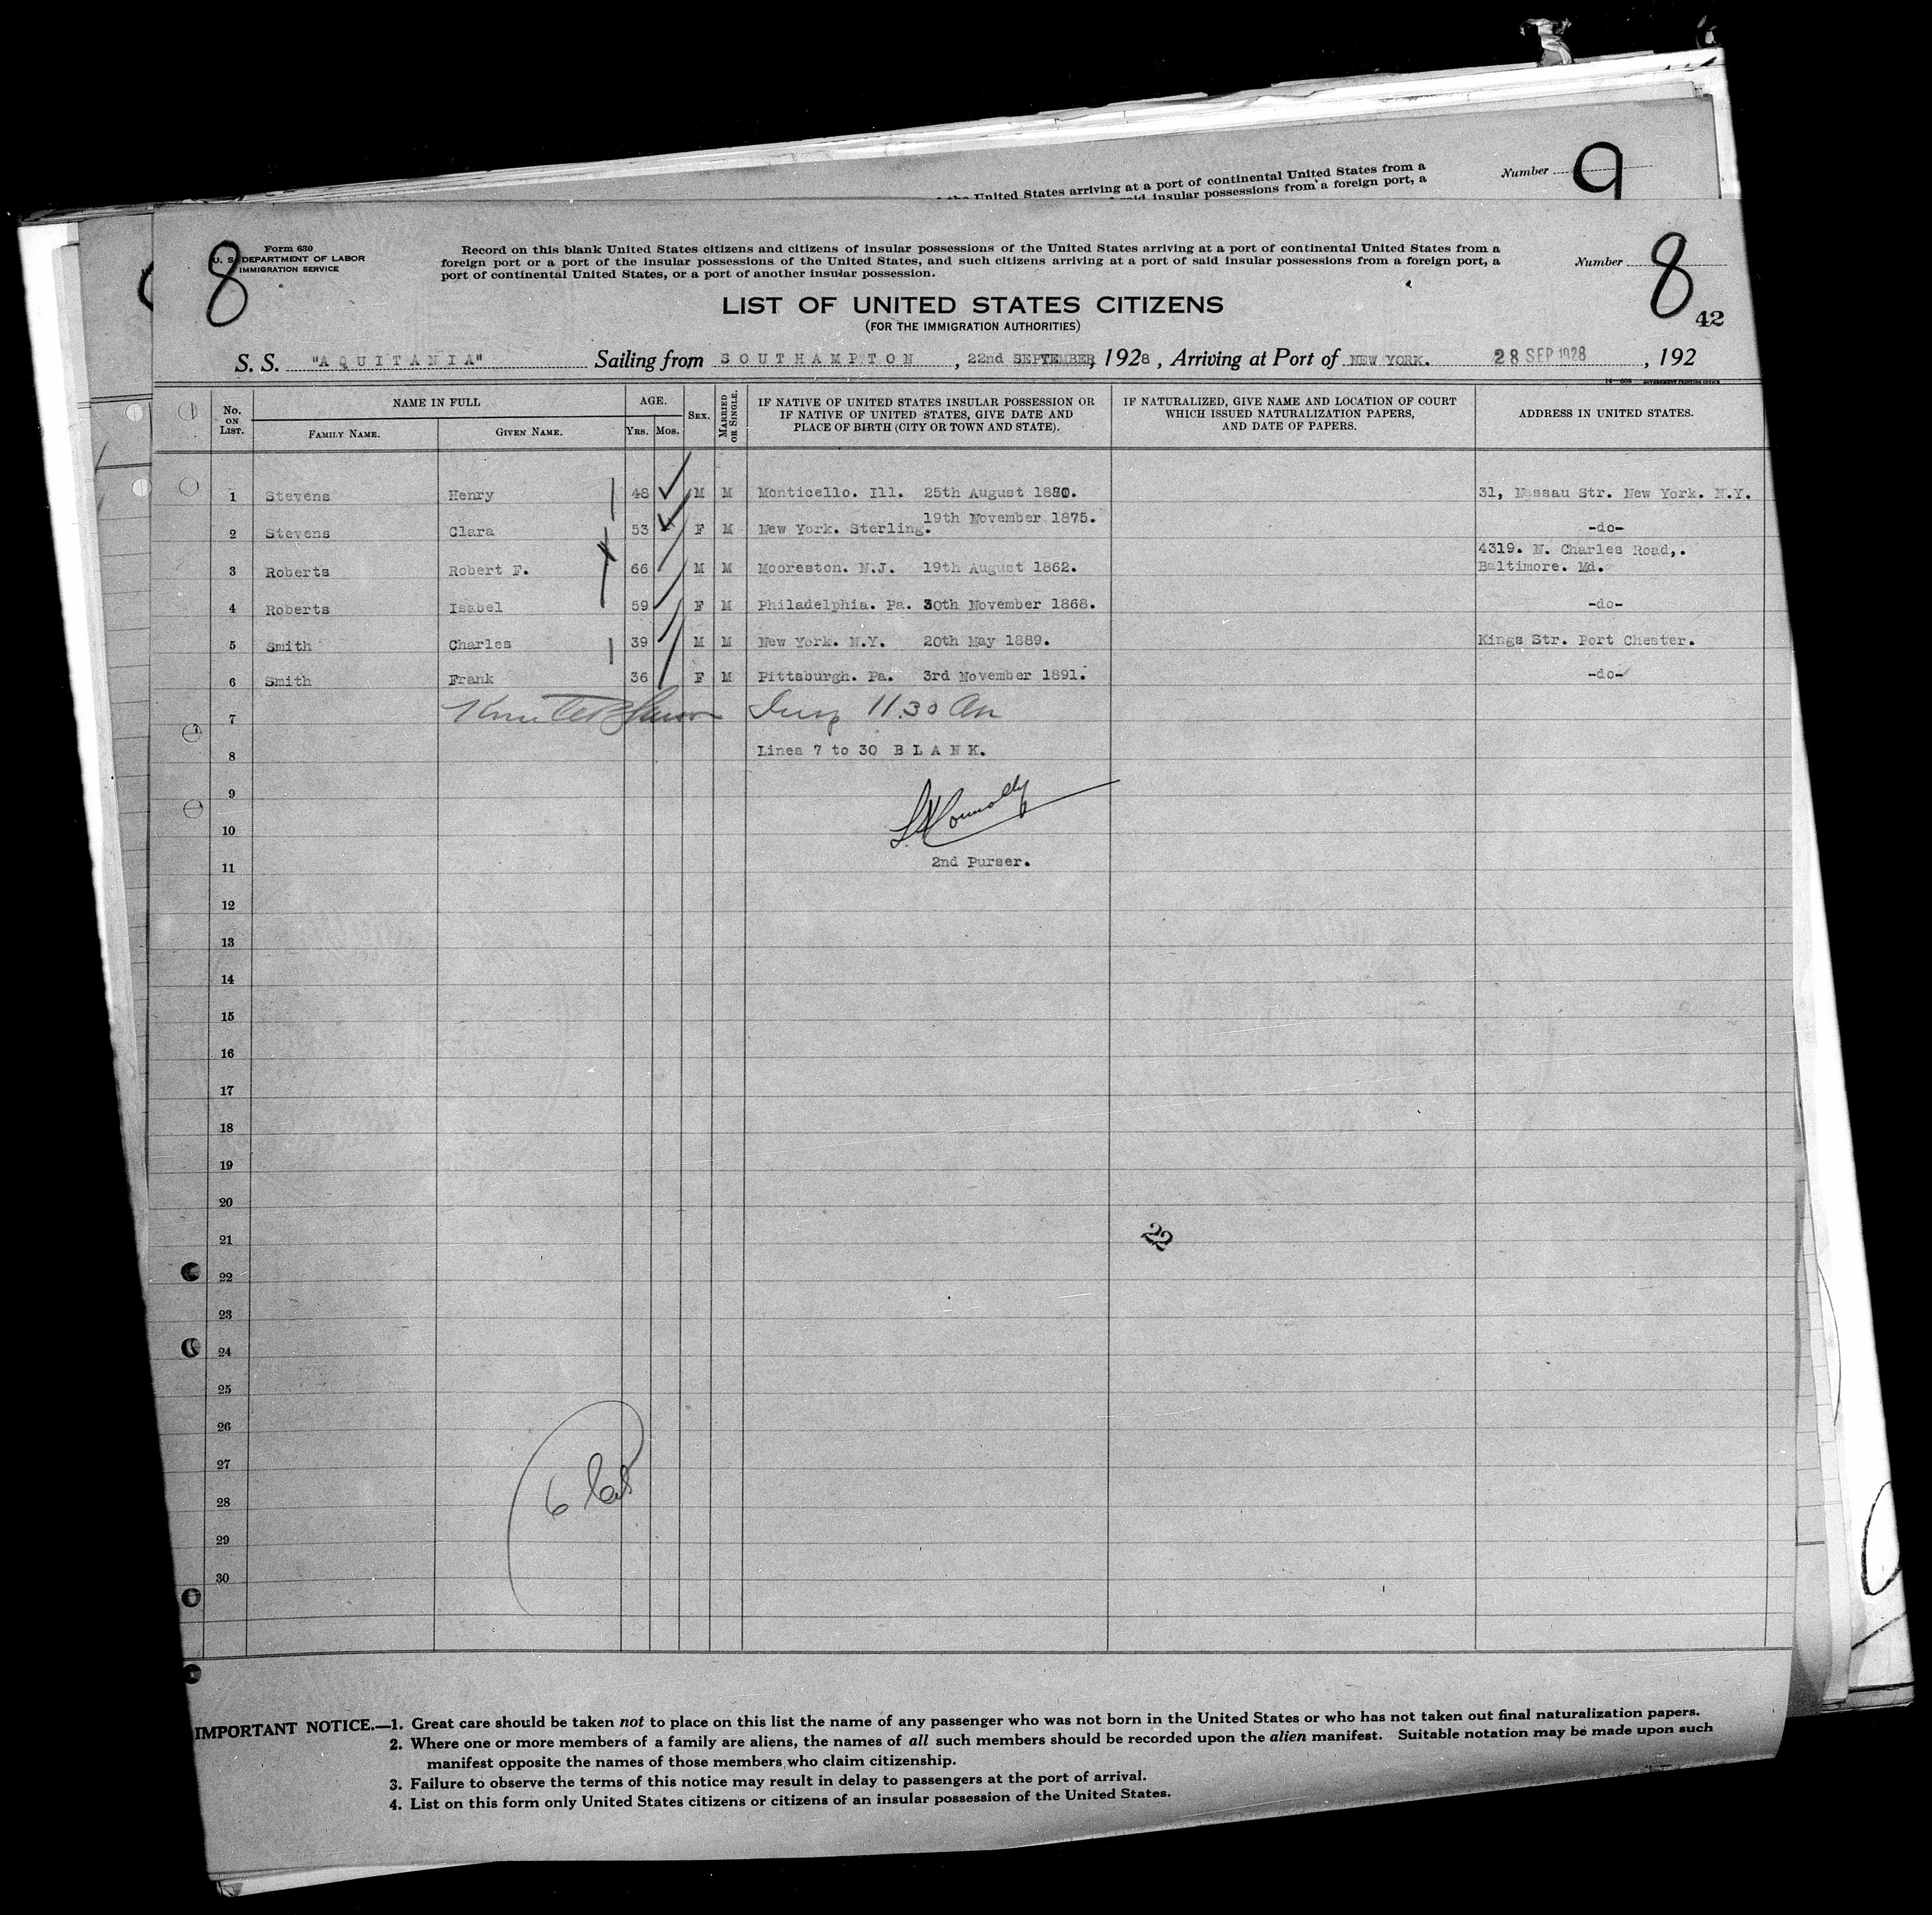 the United States arriving at a port of continental United States from a
said insular possessions from a foreign port, a
Number 9
8
Form 630
U. S. DEPARTMENT OF LABOR
IMMIGRATION SERVICE
Record on this blank United States citizens and citizens of insular possessions of the United States arriving at a port of continental United States from a
foreign port or a port of the insular possessions of the United States, and such citizens arriving at a port of said insular possessions from a foreign port, a
port of continental United States, or a port of another insular possession.
Number 8
42
LIST OF UNITED STATES CITIZENS
(FOR THE IMMIGRATION AUTHORITIES)
S. S. "AQUITANIA" Sailing from SOUTHAMPTON, 22nd SEPTEMBER, 1928, Arriving at Port of NEW YORK. 28 SEP 1928, 192
No. ON LIST. NAME IN FULL FAMILY NAME. GIVEN NAME. AGE. YRS. MOS. SEX. MARRIED OR SINGLE.
IF NATIVE OF UNITED STATES INSULAR POSSESSION OR
IF NATIVE OF UNITED STATES, GIVE DATE AND
PLACE OF BIRTH (CITY OR TOWN AND STATE).
IF NATURALIZED, GIVE NAME AND LOCATION OF COURT
WHICH ISSUED NATURALIZATION PAPERS,
AND DATE OF PAPERS.
ADDRESS IN UNITED STATES.
1 Stevens Henry 48 M M Monticello. Ill. 25th August 1880. 31, Nassau Str. New York. N.Y.
2 Stevens Clara 53 F M New York. Sterling. 19th November 1875. -do-
3 Roberts Robert F. 66 M M Mooreston. N.J. 19th August 1862. 4319. N. Charles Road,. Baltimore. Md.
4 Roberts Isabel 59 F M Philadelphia. Pa. 30th November 1868. -do-
5 Smith Charles 39 M M New York. N.Y. 20th May 1889. Kings Str. Port Chester.
6 Smith Frank 36 F M Pittsburgh. Pa. 3rd November 1891. -do-
7 11.30 Am
8 Lines 7 to 30 B L A N K.
9
10 Connolly
11 2nd Purser.
12
13
14
15
16
17
18
19
20
21
22
22
23
24
25
26
27
28 6
29
30
IMPORTANT NOTICE.—1. Great care should be taken not to place on this list the name of any passenger who was not born in the United States or who has not taken out final naturalization papers.
2. Where one or more members of a family are aliens, the names of all such members should be recorded upon the alien manifest. Suitable notation may be made upon such
manifest opposite the names of those members who claim citizenship.
3. Failure to observe the terms of this notice may result in delay to passengers at the port of arrival.
4. List on this form only United States citizens or citizens of an insular possession of the United States.